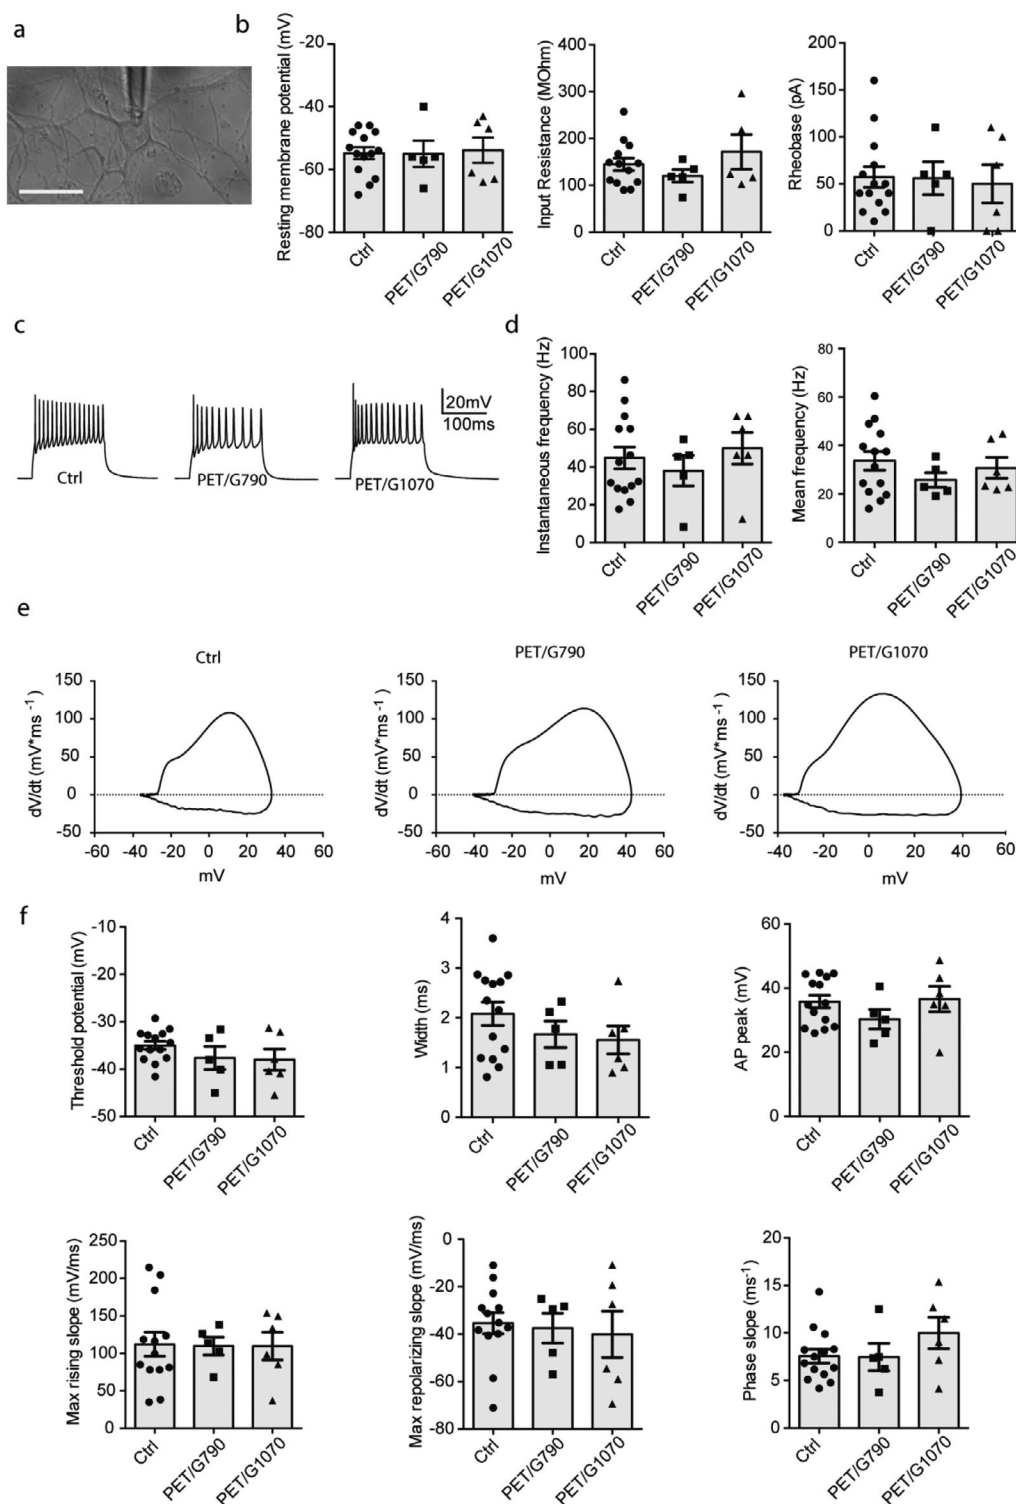 a
b
Resting membrane potential (mV)
0
-20
-40
-60
-80
Ctrl
PET/G790
PET/G1070
Input Resistance (MOhm)
400
300
200
100
0
Ctrl
PET/G790
PET/G1070
Rheobase (pA)
200
150
100
50
0
Ctrl
PET/G790
PET/G1070
c
Ctrl
PET/G790
PET/G1070
20mV
100ms
d
Instantaneous frequency (Hz)
100
80
60
40
20
0
Ctrl
PET/G790
PET/G1070
Mean frequency (Hz)
80
60
40
20
0
Ctrl
PET/G790
PET/G1070
e
Ctrl
dV/dt (mV*ms⁻¹)
150
100
50
0
-50
-60 -40 -20 0 20 40 60
mV
PET/G790
dV/dt (mV*ms⁻¹)
150
100
50
0
-50
-60 -40 -20 0 20 40 60
mV
PET/G1070
dV/dt (mV*ms⁻¹)
150
100
50
0
-50
-40 -20 0 20 40 60
mV
f
Threshold potential (mV)
-10
-20
-30
-40
-50
Ctrl
PET/G790
PET/G1070
Width (ms)
4
3
2
1
0
Ctrl
PET/G790
PET/G1070
AP peak (mV)
60
40
20
0
Ctrl
PET/G790
PET/G1070
Max rising slope (mV/ms)
250
200
150
100
50
0
Ctrl
PET/G790
PET/G1070
Max repolarizing slope (mV/ms)
0
-20
-40
-60
-80
Ctrl
PET/G790
PET/G1070
Phase slope (ms⁻¹)
20
15
10
5
0
Ctrl
PET/G790
PET/G1070